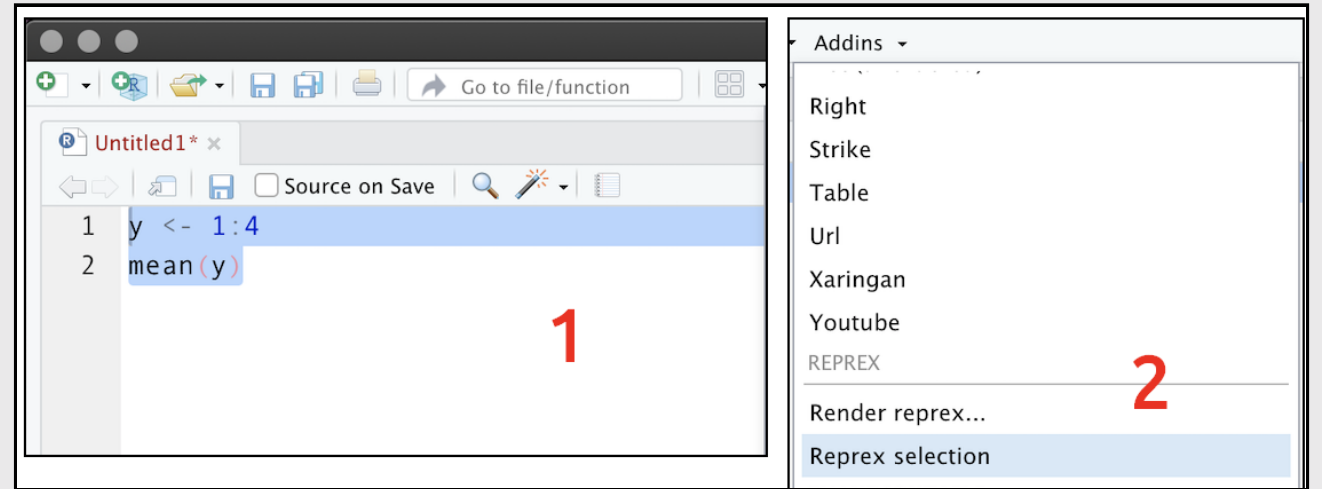 Go to file/function
Untitled1*
Source on Save
1 y <- 1:4
2 mean(y)
1
Addins
Right
Strike
Table
Url
Xaringan
Youtube
REPREX
2
Render reprex...
Reprex selection